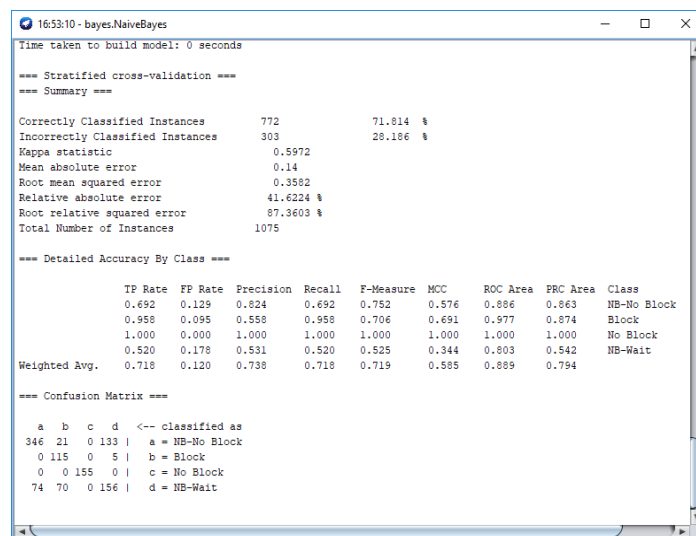 16:53:10 - bayes.NaiveBayes
Time taken to build model: 0 seconds
=== Stratified cross-validation ===
=== Summary ===
Correctly Classified Instances 772 71.814 %
Incorrectly Classified Instances 303 28.186 %
Kappa statistic 0.5972
Mean absolute error 0.14
Root mean squared error 0.3582
Relative absolute error 41.6224 %
Root relative squared error 87.3603 %
Total Number of Instances 1075
=== Detailed Accuracy By Class ===
TP Rate FP Rate Precision Recall F-Measure MCC ROC Area PRC Area Class
0.692 0.129 0.824 0.692 0.752 0.576 0.886 0.863 NB-No Block
0.958 0.095 0.558 0.958 0.706 0.691 0.977 0.874 Block
1.000 0.000 1.000 1.000 1.000 1.000 1.000 1.000 No Block
0.520 0.178 0.531 0.520 0.525 0.344 0.803 0.542 NB-Wait
Weighted Avg. 0.718 0.120 0.738 0.718 0.719 0.585 0.889 0.794
=== Confusion Matrix ===
a b c d <-- classified as
346 21 0 133 | a = NB-No Block
0 115 0 5 | b = Block
0 0 155 0 | c = No Block
74 70 0 156 | d = NB-Wait